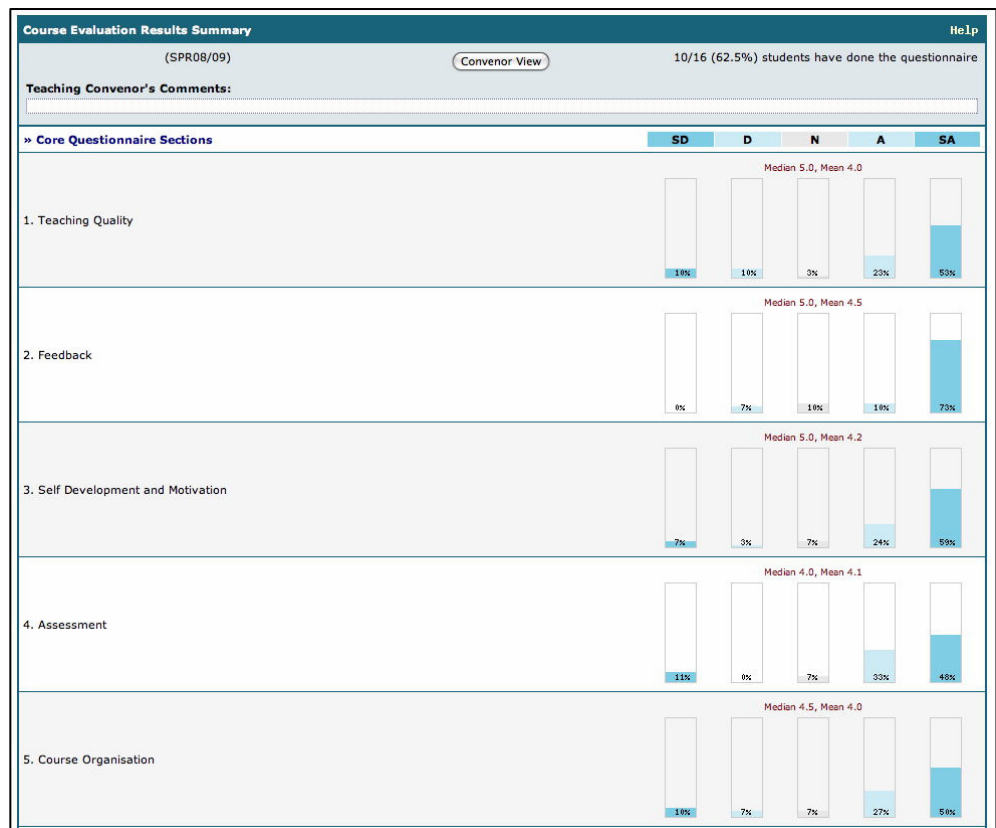 Course Evaluation Results Summary Help
(SPR08/09) Convenor View 10/16 (62.5%) students have done the questionnaire
Teaching Convenor's Comments:
» Core Questionnaire Sections SD D N A SA
Median 5.0, Mean 4.0
1. Teaching Quality
10% 10% 3% 23% 53%
Median 5.0, Mean 4.5
2. Feedback
0% 7% 10% 10% 73%
Median 5.0, Mean 4.2
3. Self Development and Motivation
7% 3% 7% 24% 59%
Median 4.0, Mean 4.1
4. Assessment
11% 0% 7% 33% 48%
Median 4.5, Mean 4.0
5. Course Organisation
10% 7% 7% 27% 50%